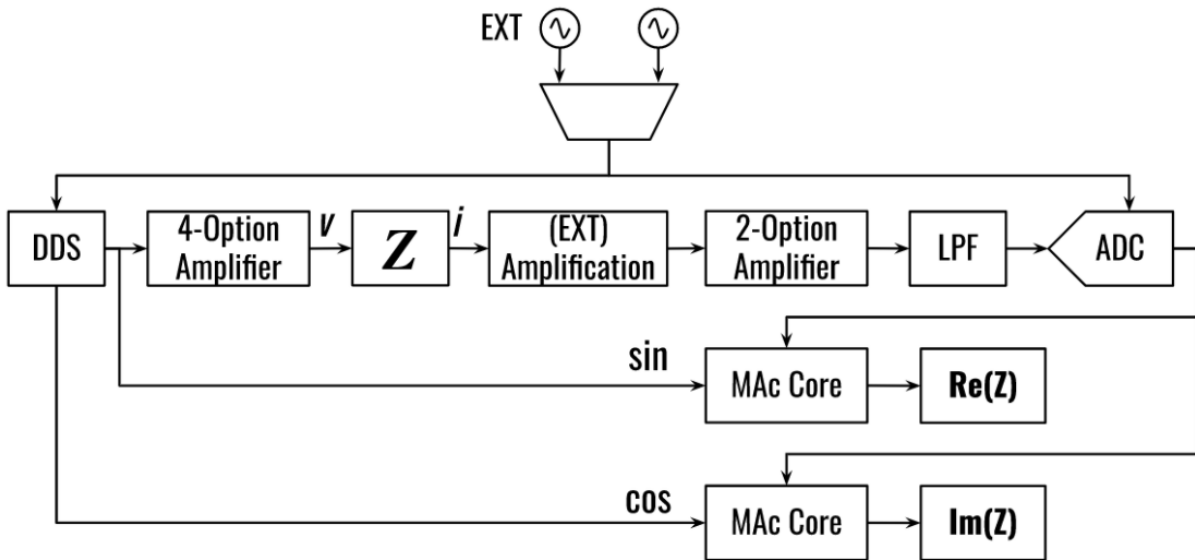 EXT
DDS
4-Option
Amplifier
v
Z
i
(EXT)
Amplification
2-Option
Amplifier
LPF
ADC
sin
MAc Core
Re(Z)
cos
MAc Core
Im(Z)